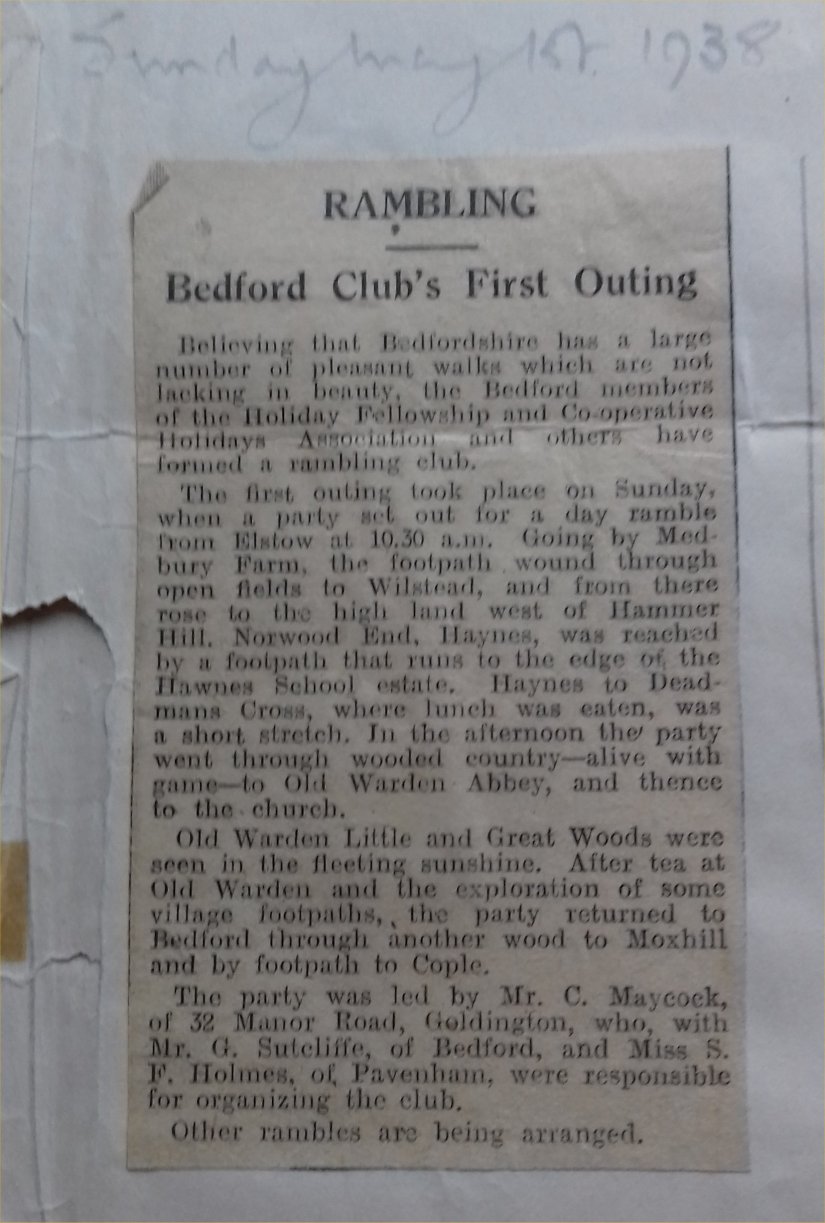 Sunday May 1st. 1938
RAMBLING
Bedford Club's First Outing
Believing that Bedfordshire has a large
number of pleasant walks which are not
lacking in beauty, the Bedford members
of the Holiday Fellowship and Co-operative
Holidays Association and others have
formed a rambling club.
The first outing took place on Sunday,
when a party set out for a day ramble
from Elstow at 10.30 a.m. Going by Med-
bury Farm, the footpath wound through
open fields to Wilstead, and from there
rose to the high land west of Hammer
Hill. Norwood End, Haynes, was reached
by a footpath that runs to the edge of the
Hawnes School estate. Haynes to Dead-
mans Cross, where lunch was eaten, was
a short stretch. In the afternoon the party
went through wooded country—alive with
game—to Old Warden Abbey, and thence
to the church.
Old Warden Little and Great Woods were
seen in the fleeting sunshine. After tea at
Old Warden and the exploration of some
village footpaths, the party returned to
Bedford through another wood to Moxhill
and by footpath to Cople.
The party was led by Mr. C. Maycock,
of 32 Manor Road, Goldington, who, with
Mr. G. Sutcliffe, of Bedford, and Miss S.
F. Holmes, of Pavenham, were responsible
for organizing the club.
Other rambles are being arranged.